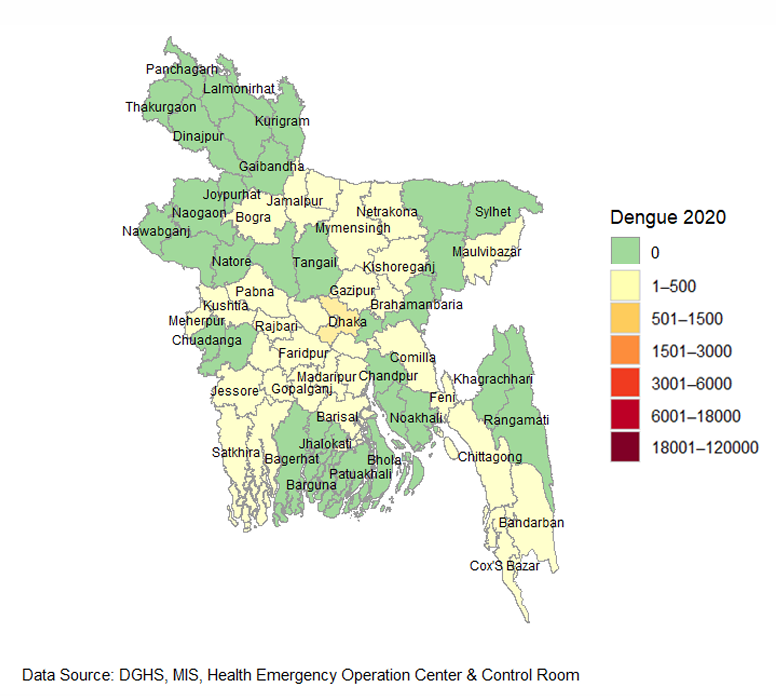 Panchagarh
Lalmonirhat
Thakurgaon
Kurigram
Dinajpur
Gaibandha
Joypurhat
Jamalpur
Naogaon
Bogra
Netrakona
Sylhet
Nawabganj
Mymensingh
Maulvibazar
Natore
Tangail
Kishoreganj
Pabna
Gazipur
Kushtia
Brahamanbaria
Meherpur
Rajbari
Dhaka
Chuadanga
Faridpur
Comilla
Madaripur
Chandpur
Khagrachhari
Jessore
Gopalganj
Feni
Barisal
Noakhali
Rangamati
Jhalokati
Satkhira
Bagerhat
Bhola
Chittagong
Patuakhali
Barguna
Bandarban
Cox'S Bazar
Dengue 2020
0
1–500
501–1500
1501–3000
3001–6000
6001–18000
18001–120000
Data Source: DGHS, MIS, Health Emergency Operation Center & Control Room